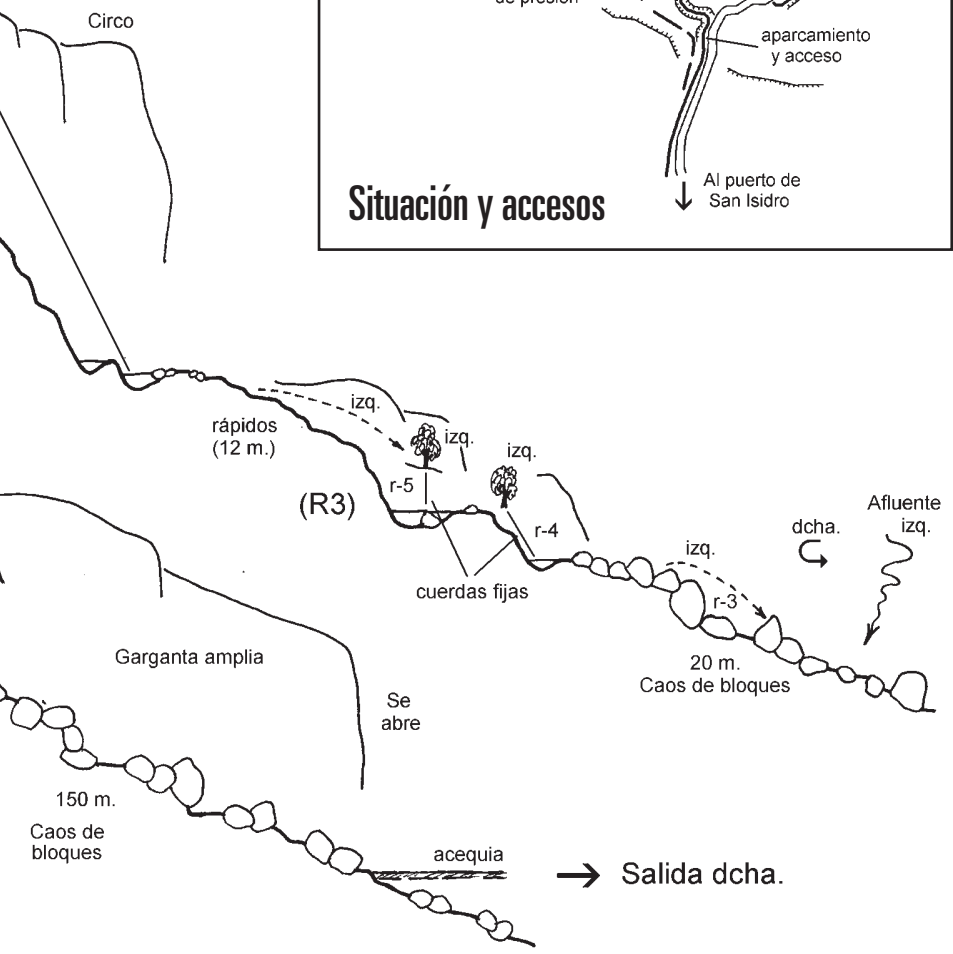 de presión
Circo
aparcamiento
y acceso
Al puerto de
San Isidro
Situación y accesos
izq.
rápidos
(12 m.)
izq.
izq.
r-5
(R3)
r-4
cuerdas fijas
izq.
r-3
dcha.
Afluente
izq.
20 m.
Caos de bloques
Garganta amplia
Se
abre
150 m.
Caos de
bloques
acequia
Salida dcha.